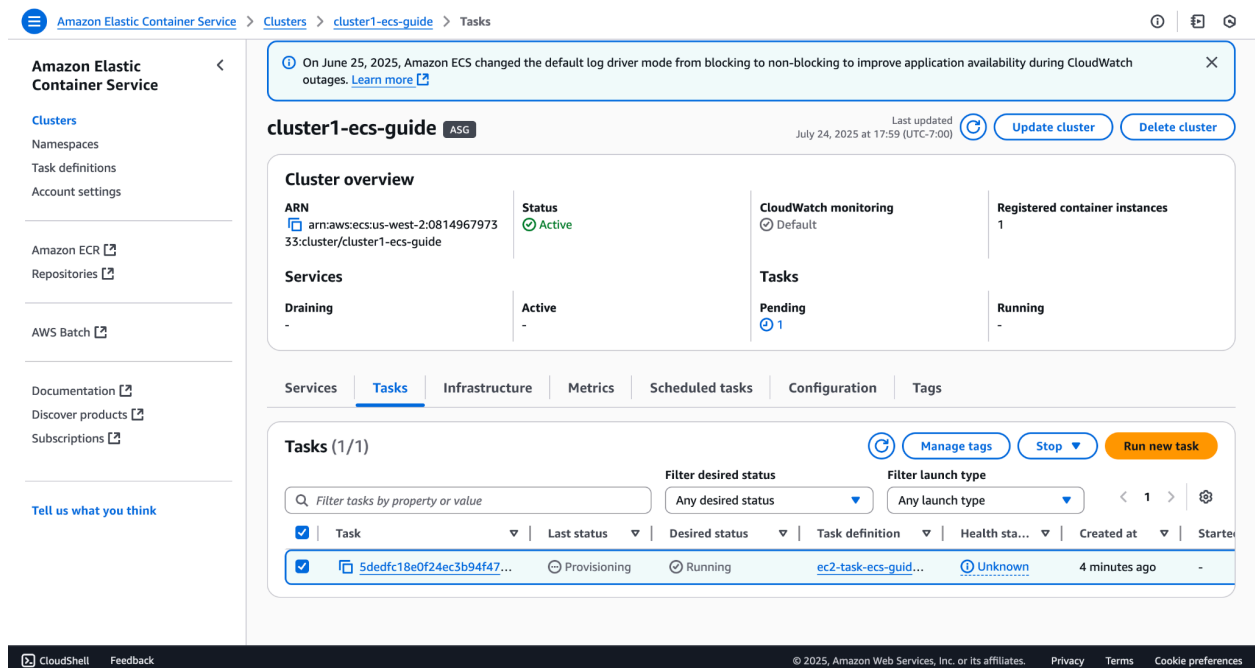 Amazon Elastic Container Service > Clusters > cluster1-ecs-guide > Tasks
Amazon Elastic
Container Service
Clusters
Namespaces
Task definitions
Account settings
Amazon ECR
Repositories
AWS Batch
Documentation
Discover products
Subscriptions
Tell us what you think
On June 25, 2025, Amazon ECS changed the default log driver mode from blocking to non-blocking to improve application availability during CloudWatch
outages. Learn more
cluster1-ecs-guide ASG
Last updated
July 24, 2025 at 17:59 (UTC-7:00)
Update cluster
Delete cluster
Cluster overview
ARN
arn:aws:ecs:us-west-2:0814967973
33:cluster/cluster1-ecs-guide
Status
Active
CloudWatch monitoring
Default
Registered container instances
1
Services
Tasks
Draining
-
Active
-
Pending
1
Running
-
Services Tasks Infrastructure Metrics Scheduled tasks Configuration Tags
Tasks (1/1)
Manage tags
Stop
Run new task
Filter desired status
Filter launch type
Filter tasks by property or value
Any desired status
Any launch type
< 1 >
Task | Last status | Desired status | Task definition | Health sta... | Created at | Starte
5dedfc18e0f24ec3b94f47... Provisioning Running ec2-task-ecs-guid... Unknown 4 minutes ago -
CloudShell Feedback © 2025, Amazon Web Services, Inc. or its affiliates. Privacy Terms Cookie preferences